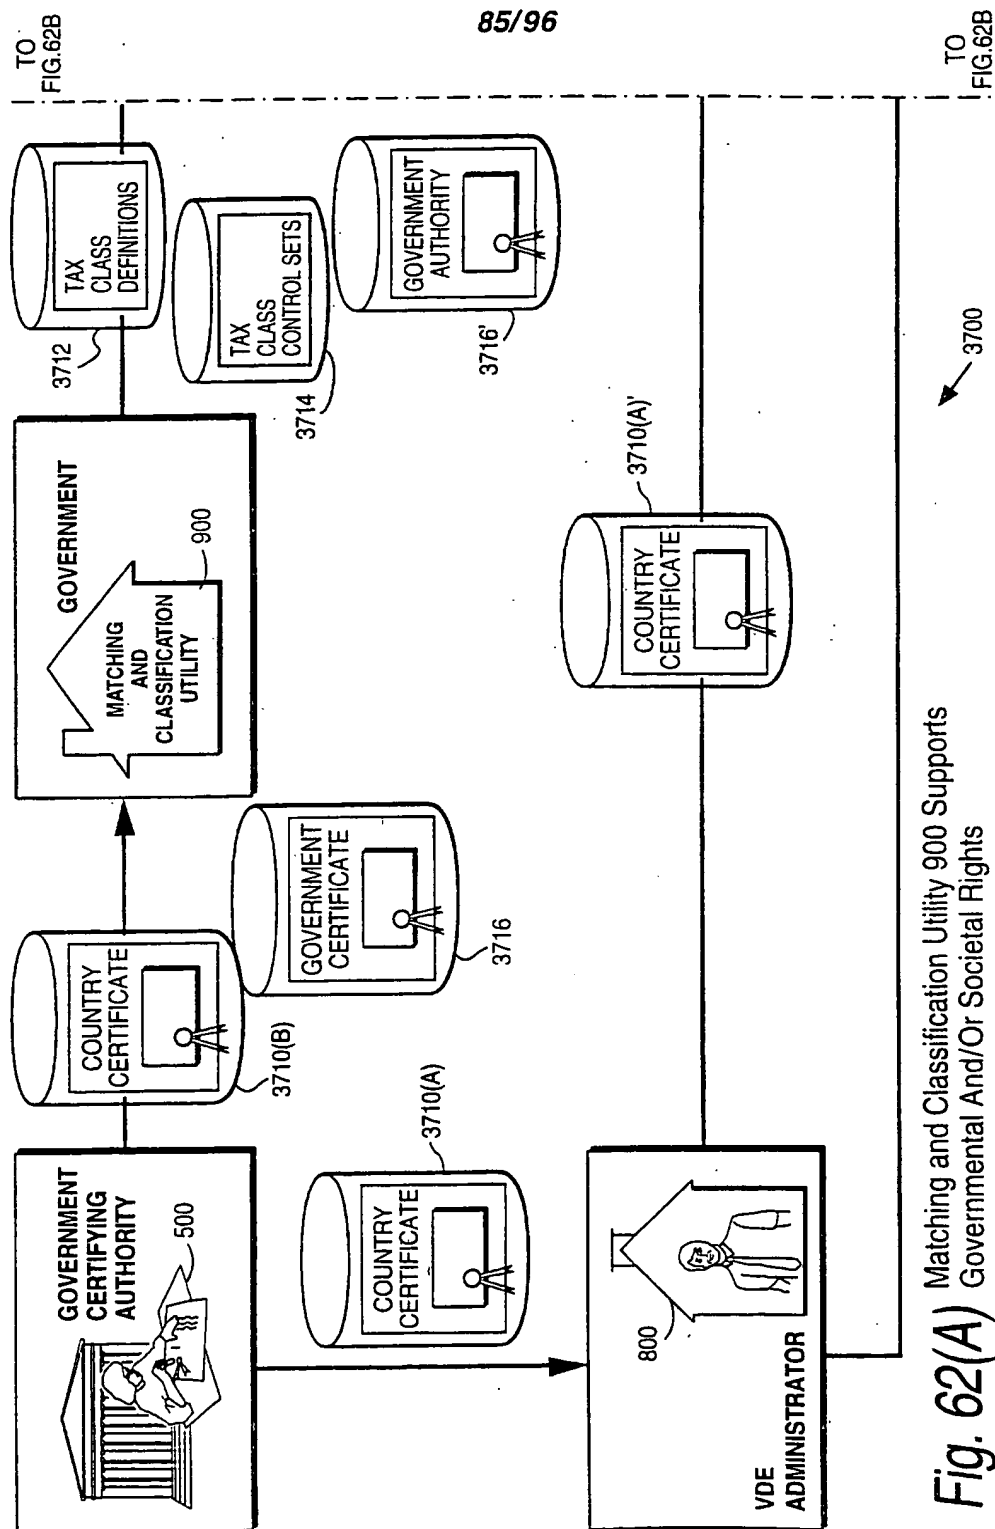 85/96
TO
FIG.62B
TO
FIG.62B
GOVERNMENT
CERTIFYING
AUTHORITY
500
COUNTRY
CERTIFICATE
3710(B)
GOVERNMENT
CERTIFICATE
3716
GOVERNMENT
MATCHING
AND
CLASSIFICATION
UTILITY
900
TAX
CLASS
DEFINITIONS
3712
TAX
CLASS
CONTROL SETS
3714
GOVERNMENT
AUTHORITY
3716'
COUNTRY
CERTIFICATE
3710(A)
COUNTRY
CERTIFICATE
3710(A)'
800
VDE
ADMINISTRATOR
3700
Fig. 62(A) Matching and Classification Utility 900 Supports
Governmental And/Or Societal Rights